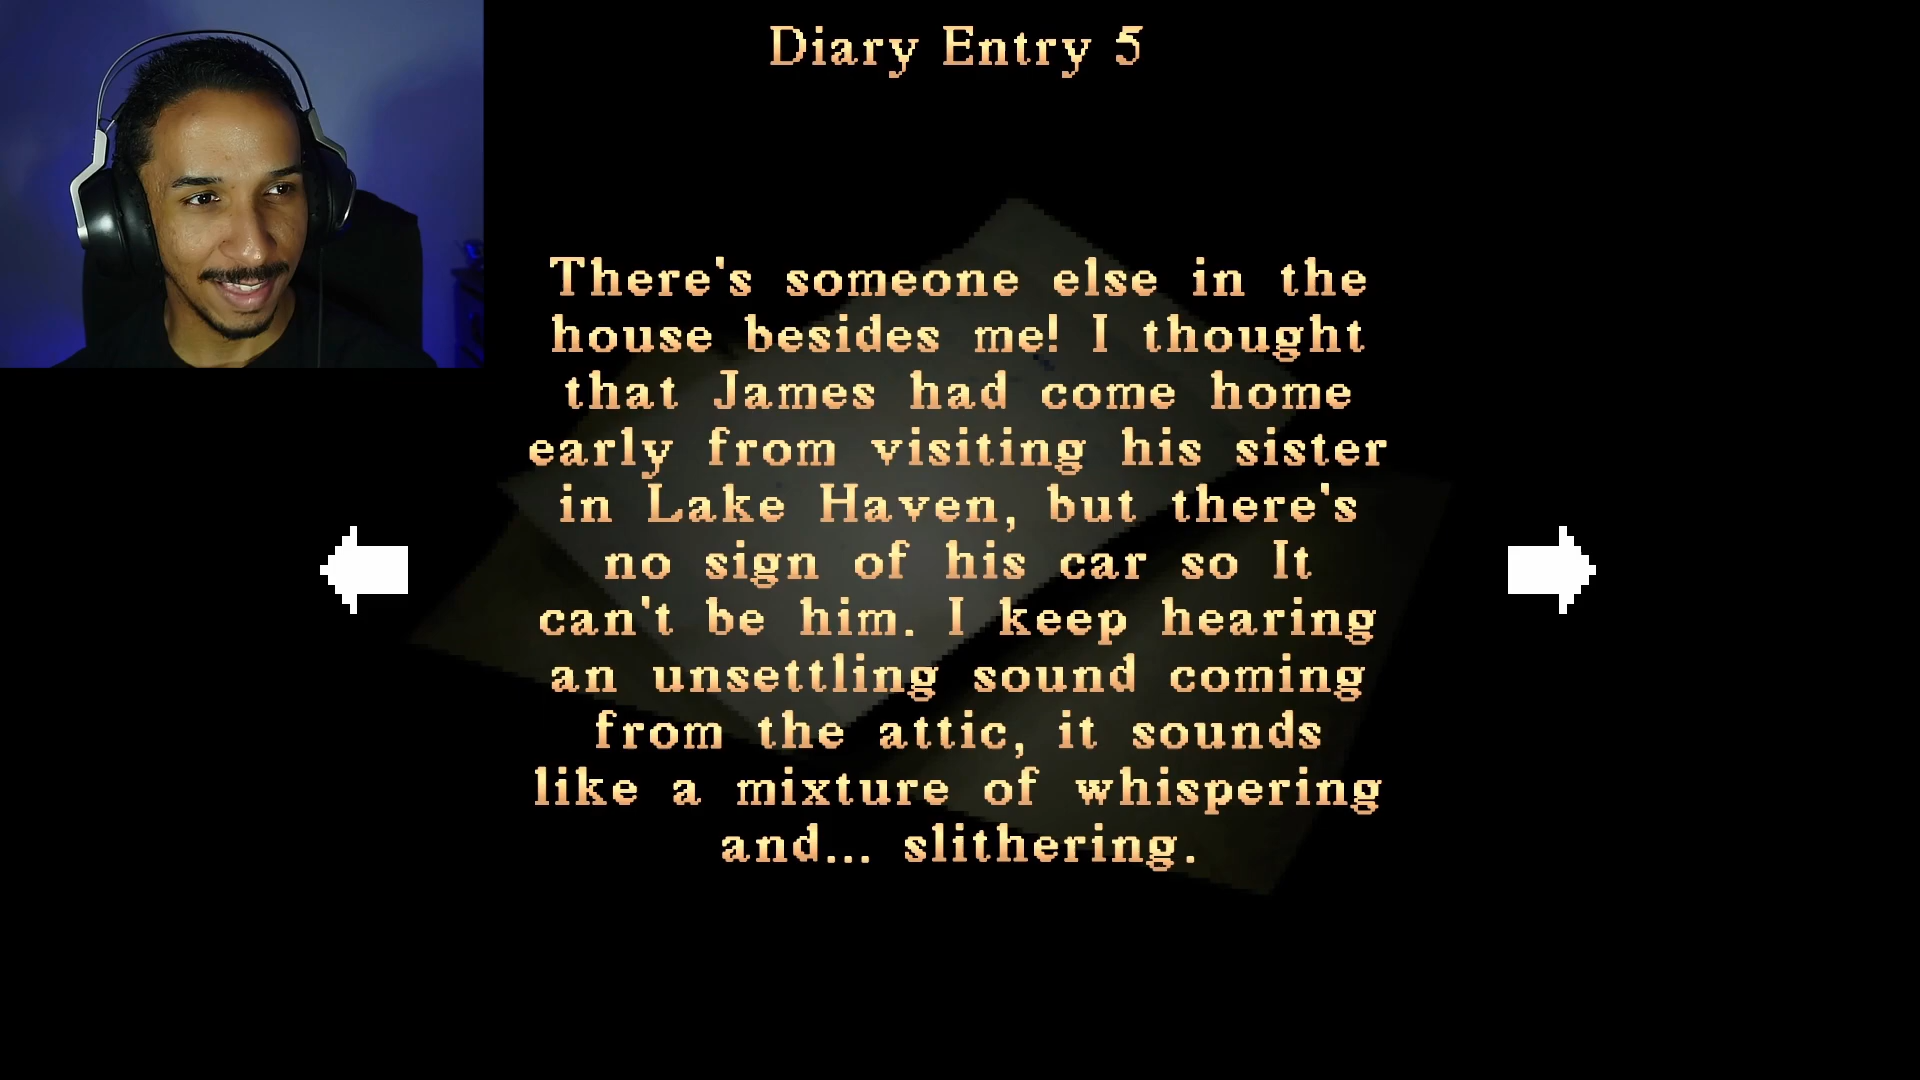 Diary Entry 5
There's someone else in the
house besides me! I thought
that James had come home
early from visiting his sister
in Lake Haven, but there's
no sign of his car so It
can't be him. I keep hearing
an unsettling sound coming
from the attic, it sounds
like a mixture of whispering
and... slithering.